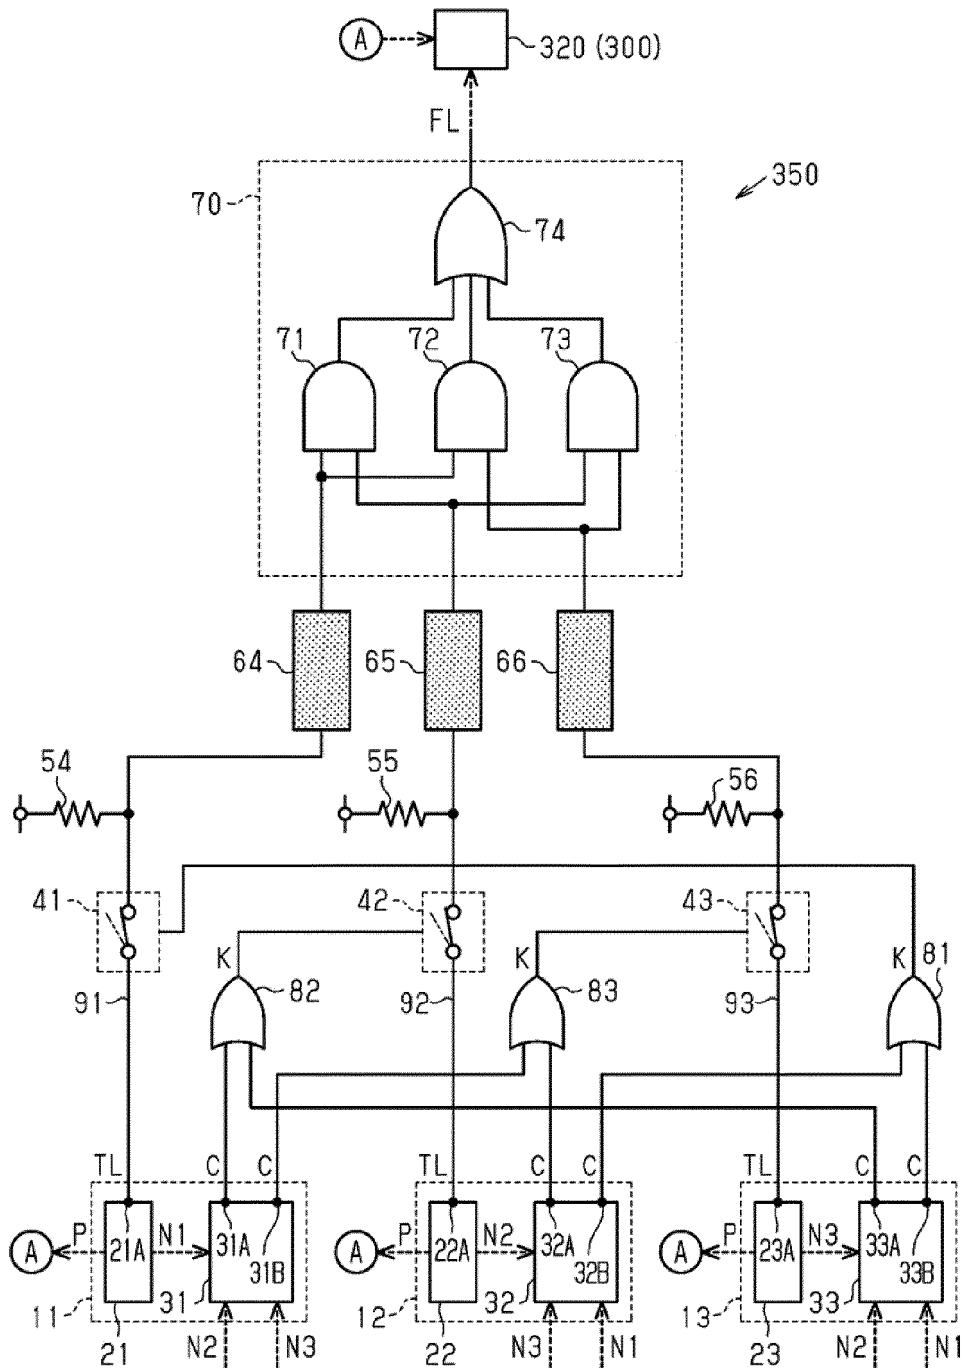 A 320 (300)
FL
350
70
74
71 72 73
64 65 66
54 55 56
41 42 43
K K K 81
82 83
91 92 93
TL C C TL C C TL C C
A P 21A N1 31A 31B A P 22A N2 32A 32B A P 23A N3 33A 33B
11 31 12 32 13 33
21 N2 N3 22 N3 N1 23 N2 N1